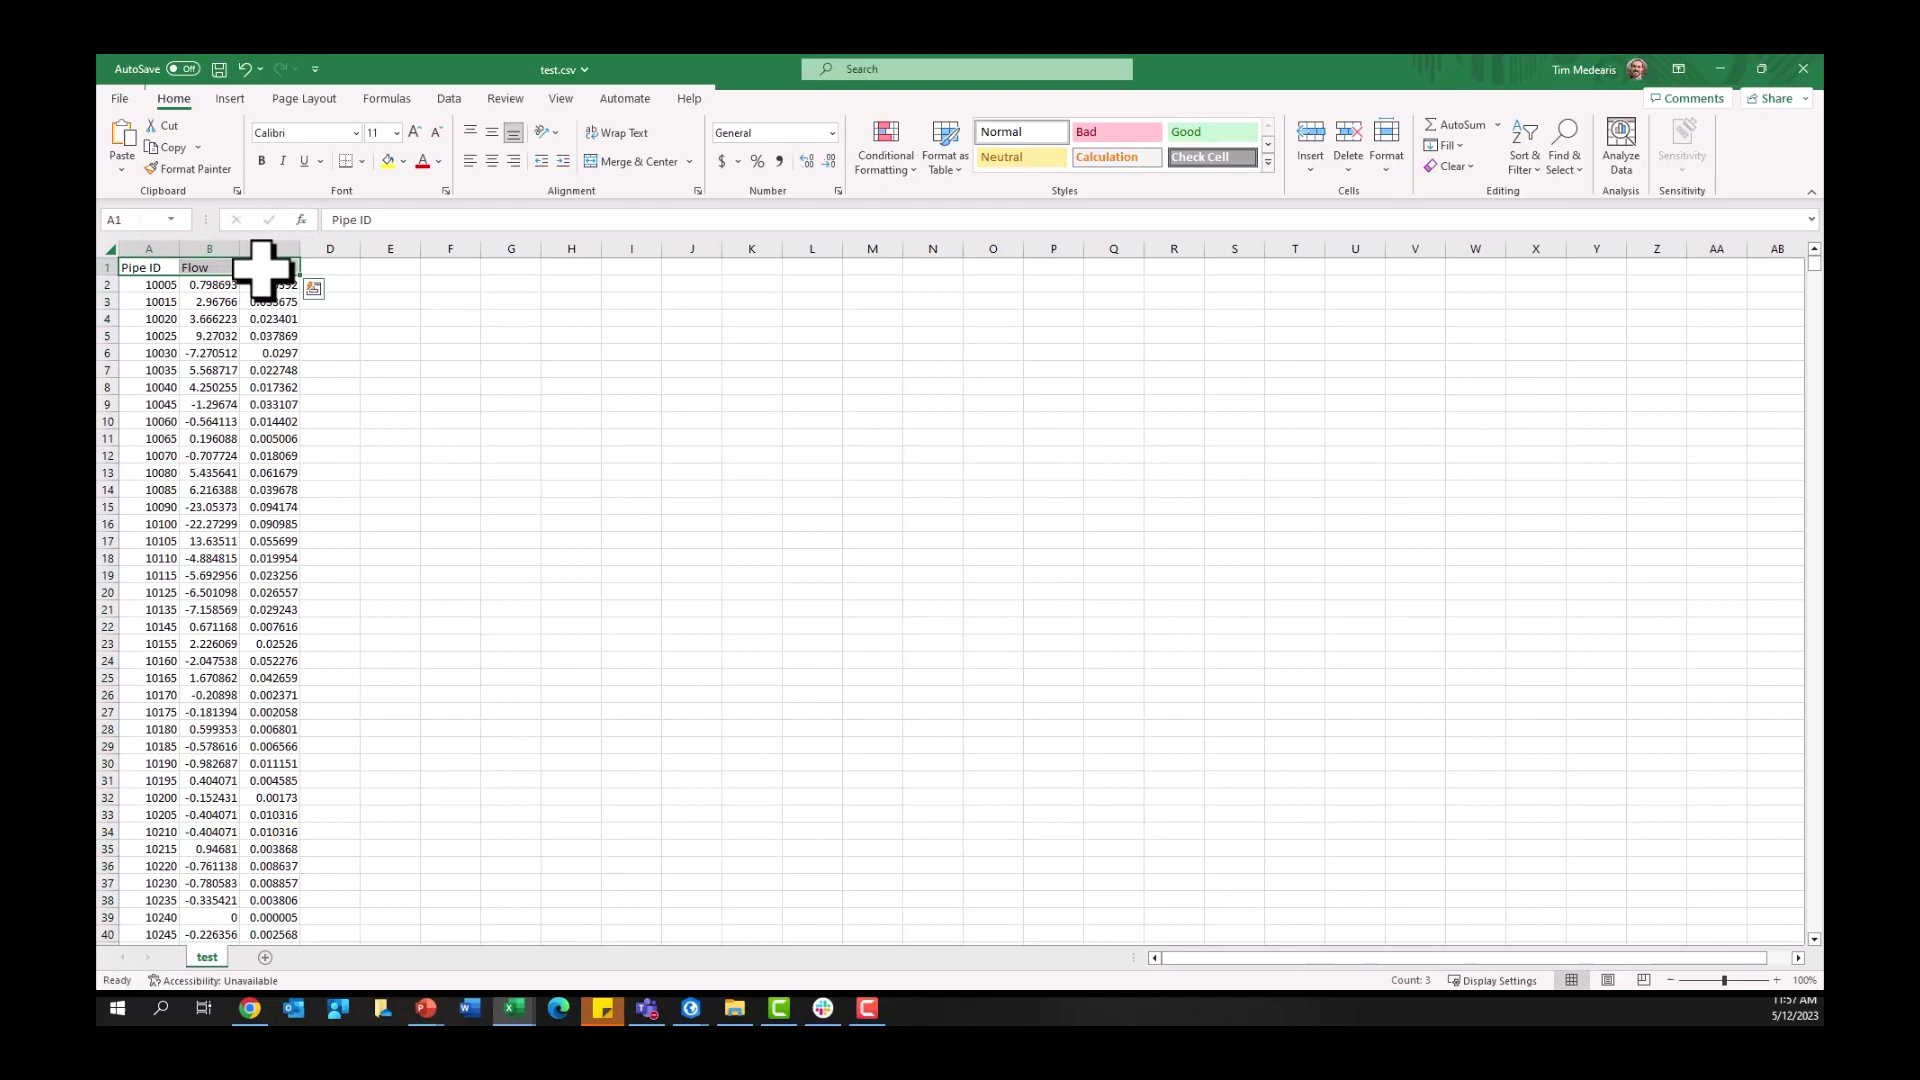 AutoSave Off test.csv Search Tim Medearis
File Home Insert Page Layout Formulas Data Review View Automate Help Comments Share
Paste Cut Copy Format Painter
Clipboard
Calibri 11
B I U
Font
Wrap Text
Merge & Center
Alignment
General
$ %
Number
Conditional Formatting
Format as Table
Normal Bad Good
Neutral Calculation Check Cell
Styles
Insert Delete Format
Cells
AutoSum
Fill
Clear
Sort & Filter
Find & Select
Editing
Analyze Data
Analysis
Sensitivity
Sensitivity
A1 fx Pipe ID
A B D E F G H I J K L M N O P Q R S T U V W X Y Z AA AB
1 Pipe ID Flow
2 10005 0.798693
3 10015 2.96766
4 10020 3.666223 0.023401
5 10025 9.27032 0.037869
6 10030 -7.270512 0.0297
7 10035 5.568717 0.022748
8 10040 4.250255 0.017362
9 10045 -1.29674 0.033107
10 10060 -0.564113 0.014402
11 10065 0.196088 0.005006
12 10070 -0.707724 0.018069
13 10080 5.435641 0.061679
14 10085 6.216388 0.039678
15 10090 -23.05373 0.094174
16 10100 -22.27299 0.090985
17 10105 13.63511 0.055699
18 10110 -4.884815 0.019954
19 10115 -5.692956 0.023256
20 10125 -6.501098 0.026557
21 10135 -7.158569 0.029243
22 10145 0.671168 0.007616
23 10155 2.226069 0.02526
24 10160 -2.047538 0.052276
25 10165 1.670862 0.042659
26 10170 -0.20898 0.002371
27 10175 -0.181394 0.002058
28 10180 0.599353 0.006801
29 10185 -0.578616 0.006566
30 10190 -0.982687 0.011151
31 10195 0.404071 0.004585
32 10200 -0.152431 0.00173
33 10205 -0.404071 0.010316
34 10210 -0.404071 0.010316
35 10215 0.94681 0.003868
36 10220 -0.761138 0.008637
37 10230 -0.780583 0.008857
38 10235 -0.335421 0.003806
39 10240 0 0.000005
40 10245 -0.226356 0.002568
test
Ready Accessibility: Unavailable Count: 3 Display Settings 100%
11:57 AM
5/12/2023